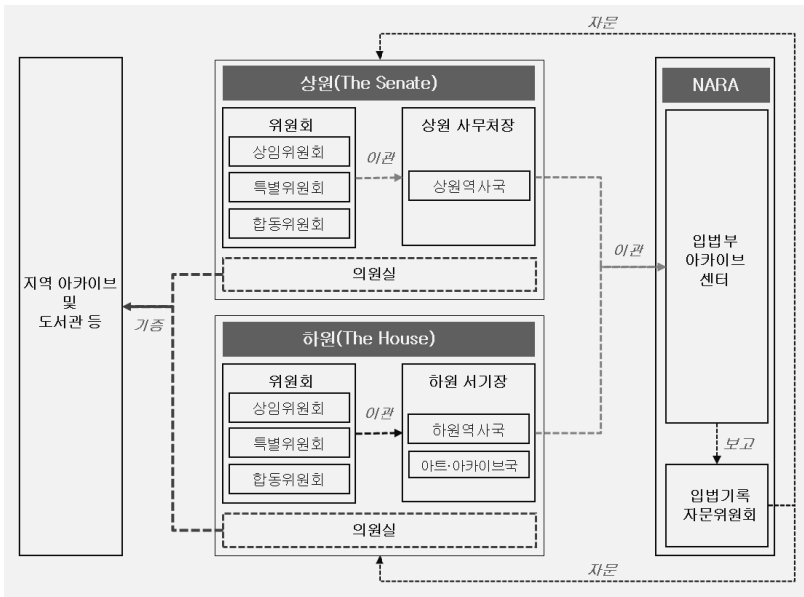 자문
상원(The Senate)
위원회
상임위원회
특별위원회
합동위원회
이관
상원 사무처장
상원역사국
의원실
지역 아카이브
및
도서관 등
기증
하원(The House)
위원회
상임위원회
특별위원회
합동위원회
이관
하원 서기장
하원역사국
아트·아카이브국
의원실
이관
NARA
입법부
아카이브
센터
보고
입법기록
자문위원회
자문